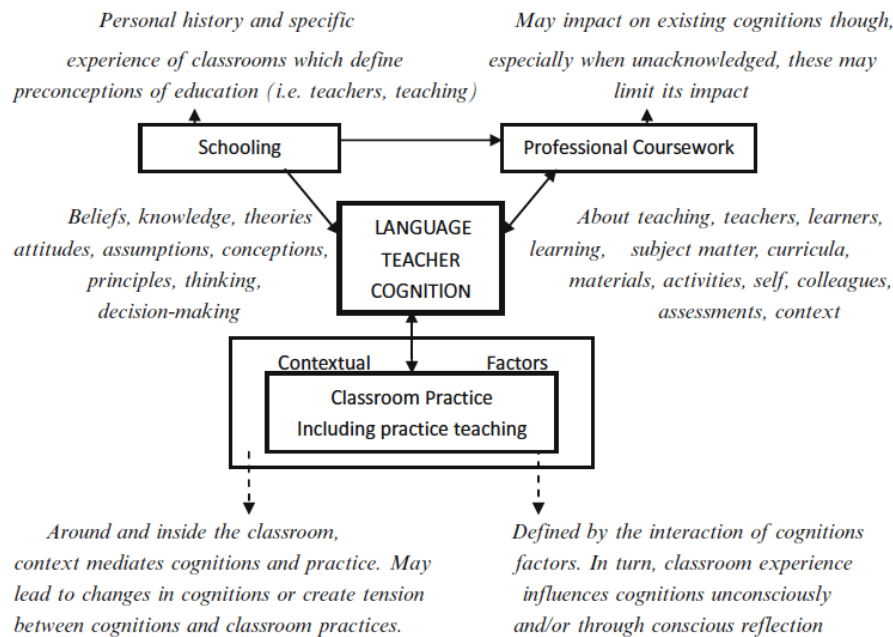 Personal history and specific
experience of classrooms which define
preconceptions of education (i.e. teachers, teaching)
May impact on existing cognitions though,
especially when unacknowledged, these may
limit its impact
Schooling
Professional Coursework
Beliefs, knowledge, theories
attitudes, assumptions, conceptions,
principles, thinking,
decision-making
LANGUAGE
TEACHER
COGNITION
About teaching, teachers, learners,
learning, subject matter, curricula,
materials, activities, self, colleagues,
assessments, context
Contextual Factors
Classroom Practice
Including practice teaching
Around and inside the classroom,
context mediates cognitions and practice. May
lead to changes in cognitions or create tension
between cognitions and classroom practices.
Defined by the interaction of cognitions
factors. In turn, classroom experience
influences cognitions unconsciously
and/or through conscious reflection